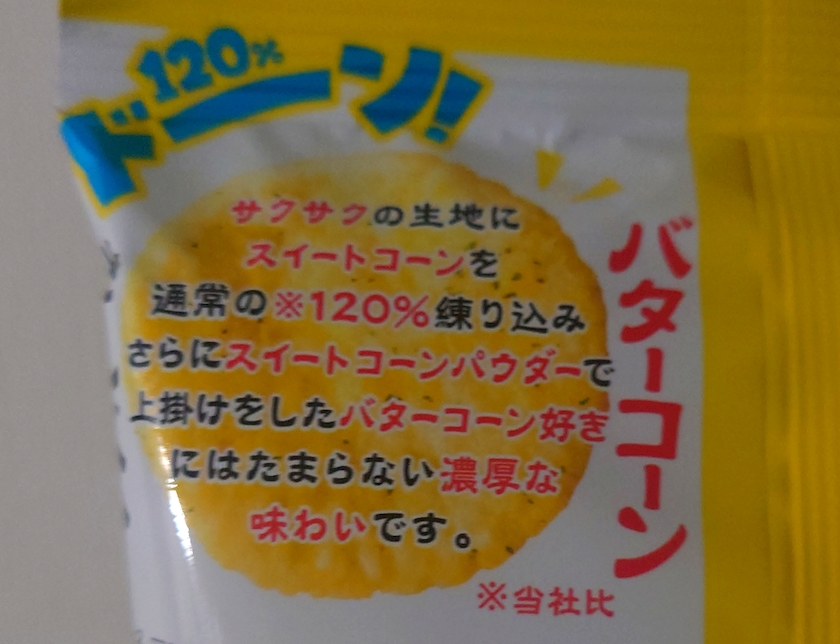 120%
ドーン!
サクサクの生地に
スイートコーンを
通常の※120%練り込み
さらにスイートコーンパウダーで
上掛けをしたバターコーン好き
にはたまらない濃厚な
味わいです。
バターコーン
※当社比